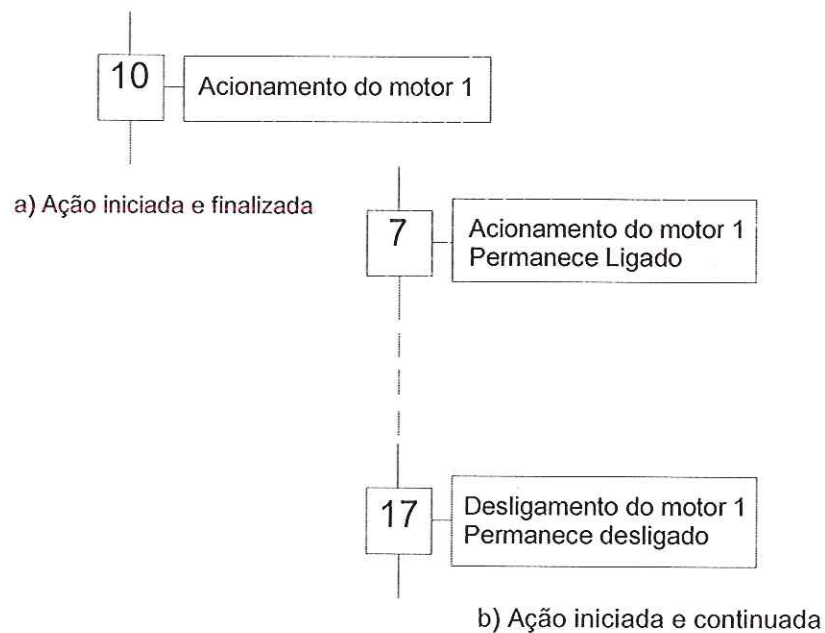 10
Acionamento do motor 1
a) Ação iniciada e finalizada
7
Acionamento do motor 1
Permanece Ligado
17
Desligamento do motor 1
Permanece desligado
b) Ação iniciada e continuada